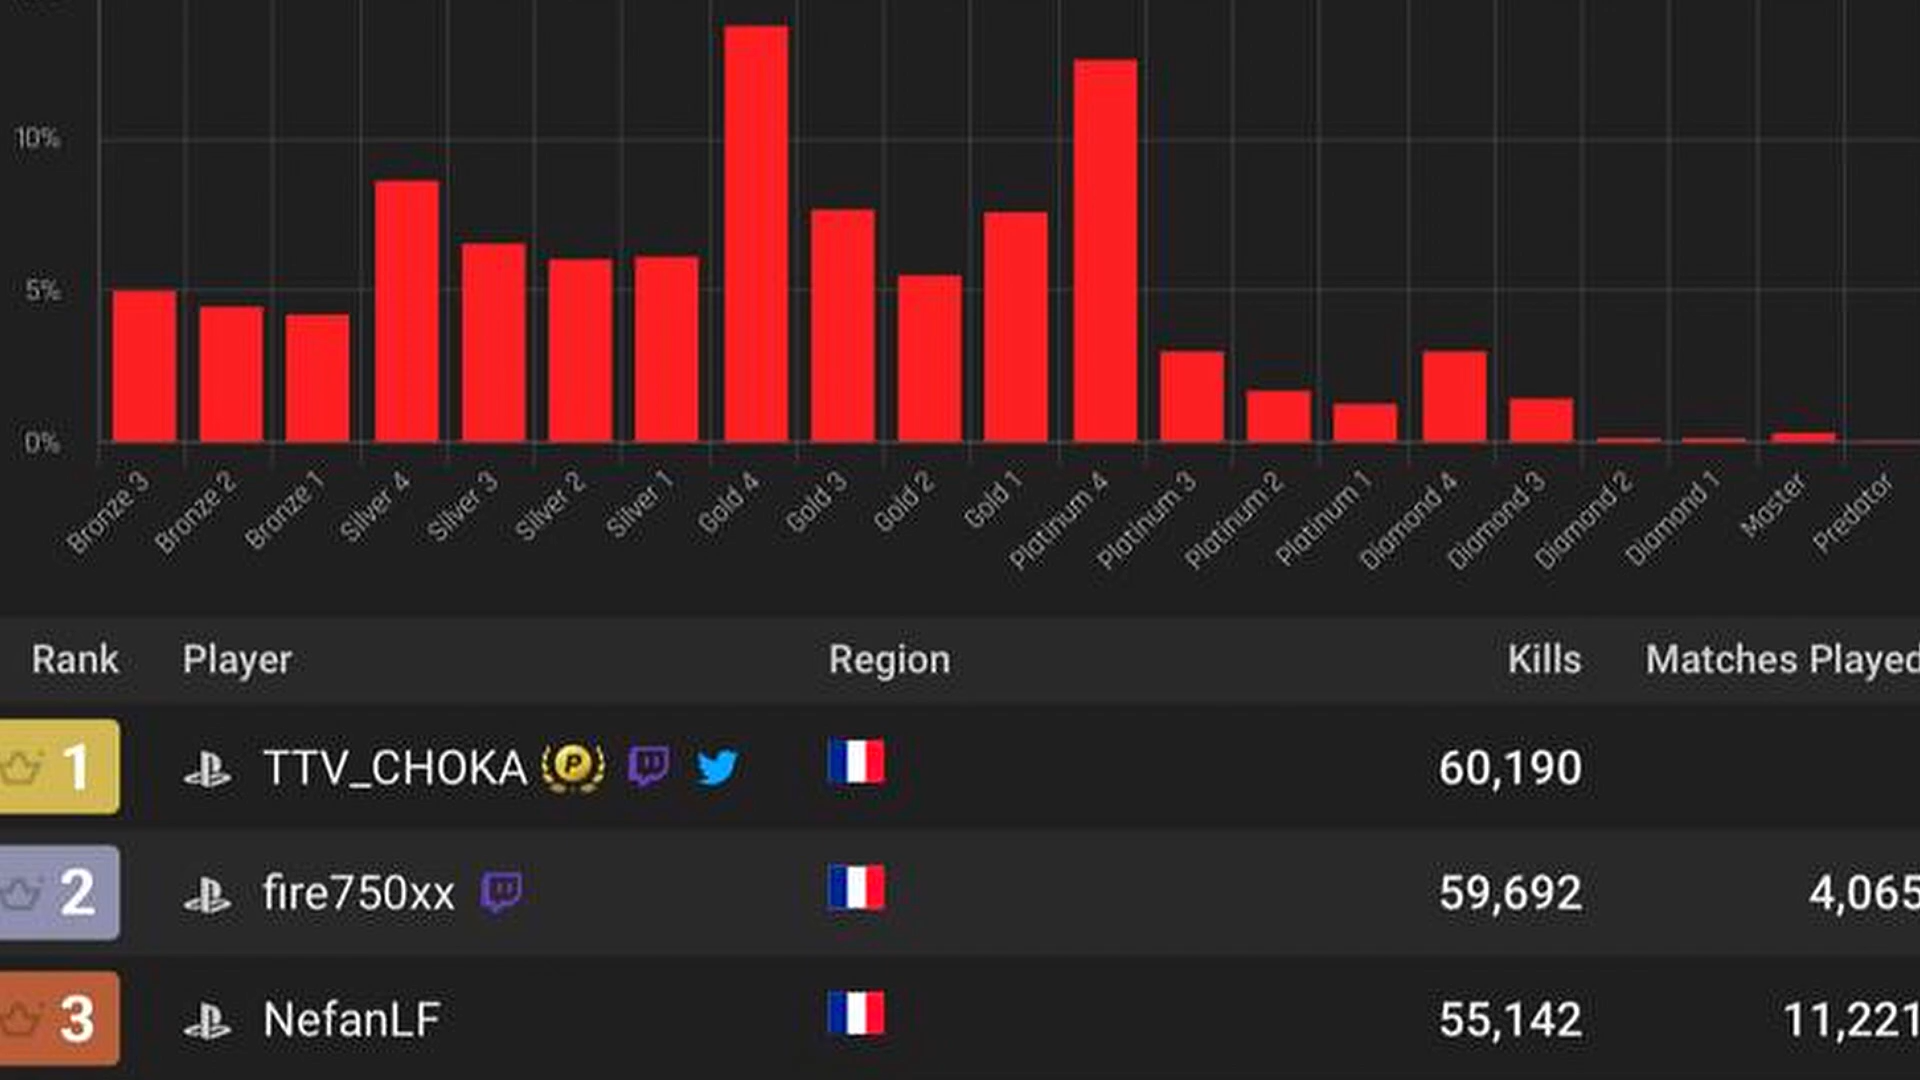 10%
5%
0%
Bronze 3
Bronze 2
Bronze 1
Silver 4
Silver 3
Silver 2
Silver 1
Gold 4
Gold 3
Gold 2
Gold 1
Platinum 4
Platinum 3
Platinum 2
Platinum 1
Diamond 4
Diamond 3
Diamond 2
Diamond 1
Master
Predator
Rank Player Region Kills Matches Played
1 TTV_CHOKA P 60,190
2 fire750xx 59,692 4,065
3 NefanLF 55,142 11,221